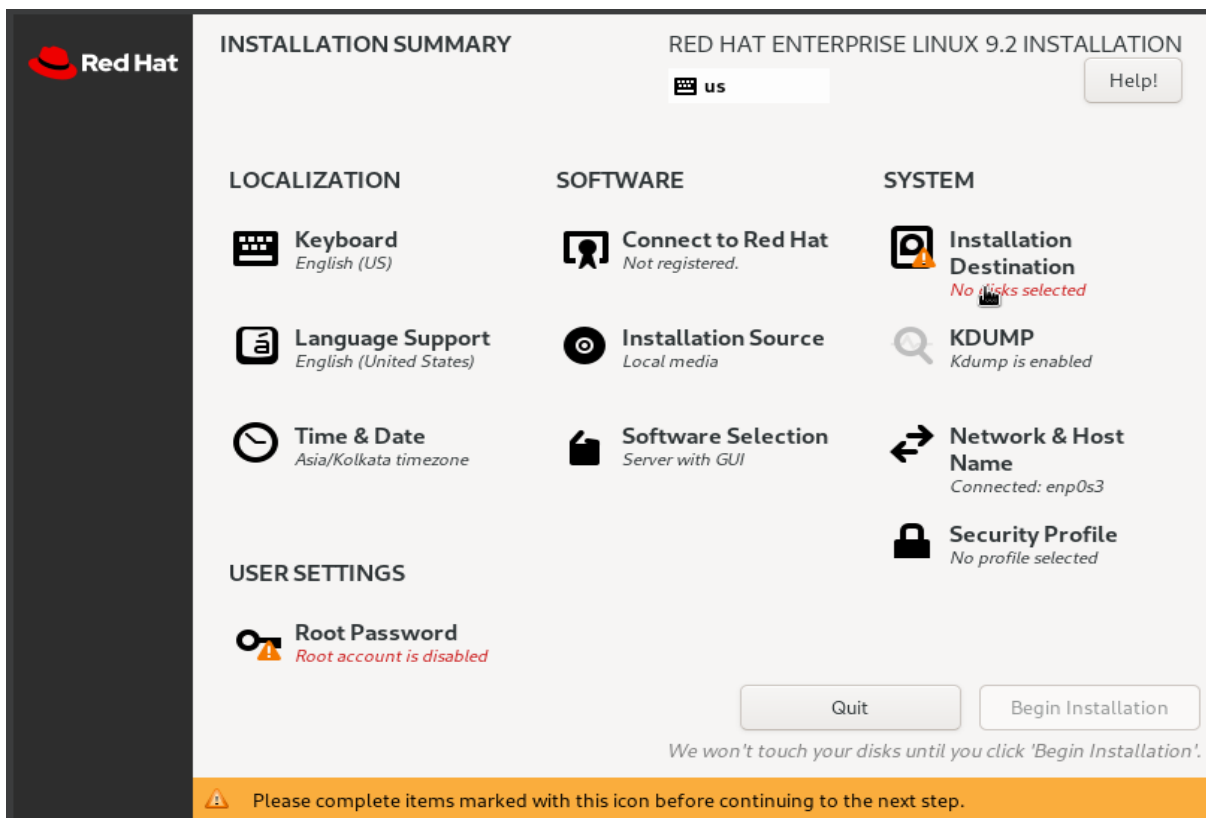 Red Hat
INSTALLATION SUMMARY
RED HAT ENTERPRISE LINUX 9.2 INSTALLATION
us
Help!
LOCALIZATION
Keyboard
English (US)
Language Support
English (United States)
Time & Date
Asia/Kolkata timezone
SOFTWARE
Connect to Red Hat
Not registered.
Installation Source
Local media
Software Selection
Server with GUI
SYSTEM
Installation
Destination
No disks selected
KDUMP
Kdump is enabled
Network & Host
Name
Connected: enp0s3
Security Profile
No profile selected
USER SETTINGS
Root Password
Root account is disabled
Quit
Begin Installation
We won't touch your disks until you click 'Begin Installation'.
Please complete items marked with this icon before continuing to the next step.